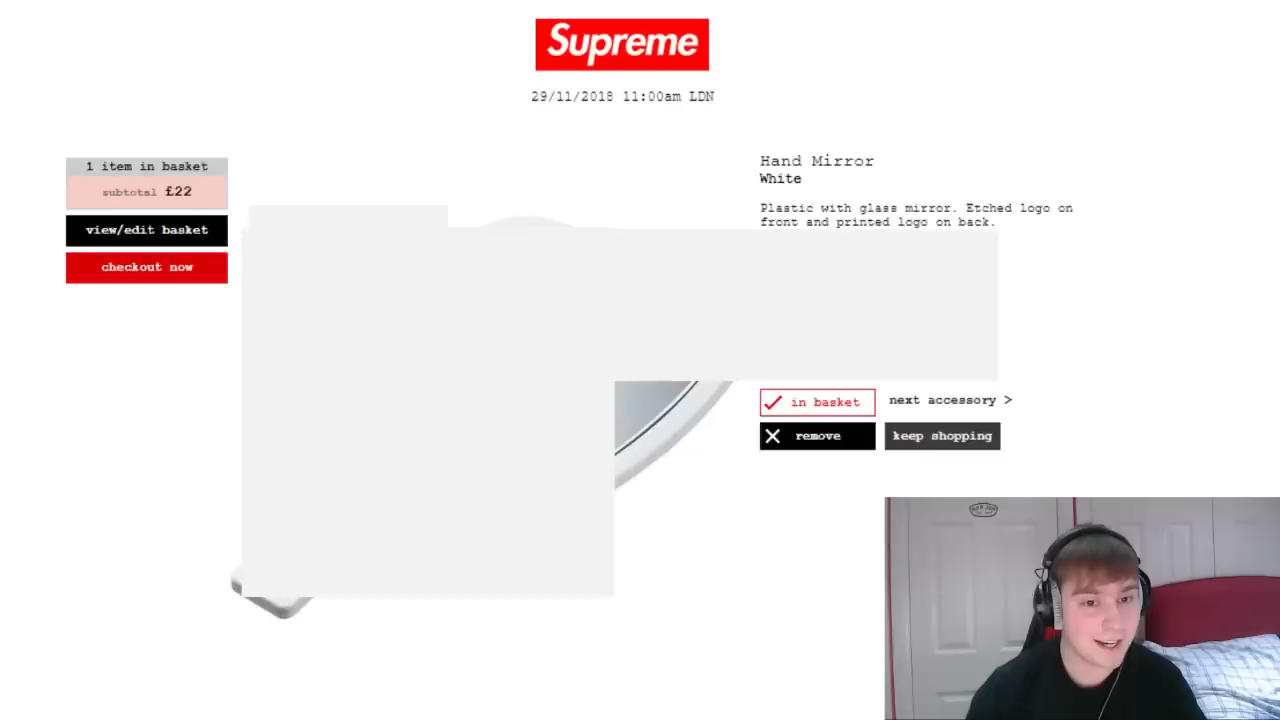 Supreme
29/11/2018 11:00am LDN
1 item in basket
subtotal £22
view/edit basket
checkout now
Hand Mirror
White
Plastic with glass mirror. Etched logo on
front and printed logo on back.
in basket
next accessory >
remove
keep shopping